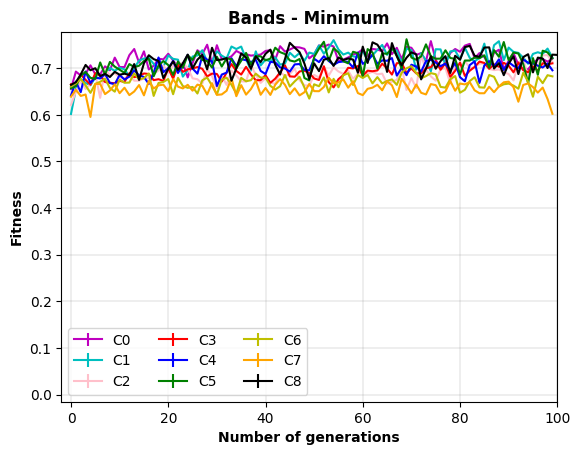 Bands - Minimum
Fitness
0.7
0.6
0.5
0.4
0.3
0.2
0.1
0.0
C0 C3 C6
C1 C4 C7
C2 C5 C8
0 20 40 60 80 100
Number of generations